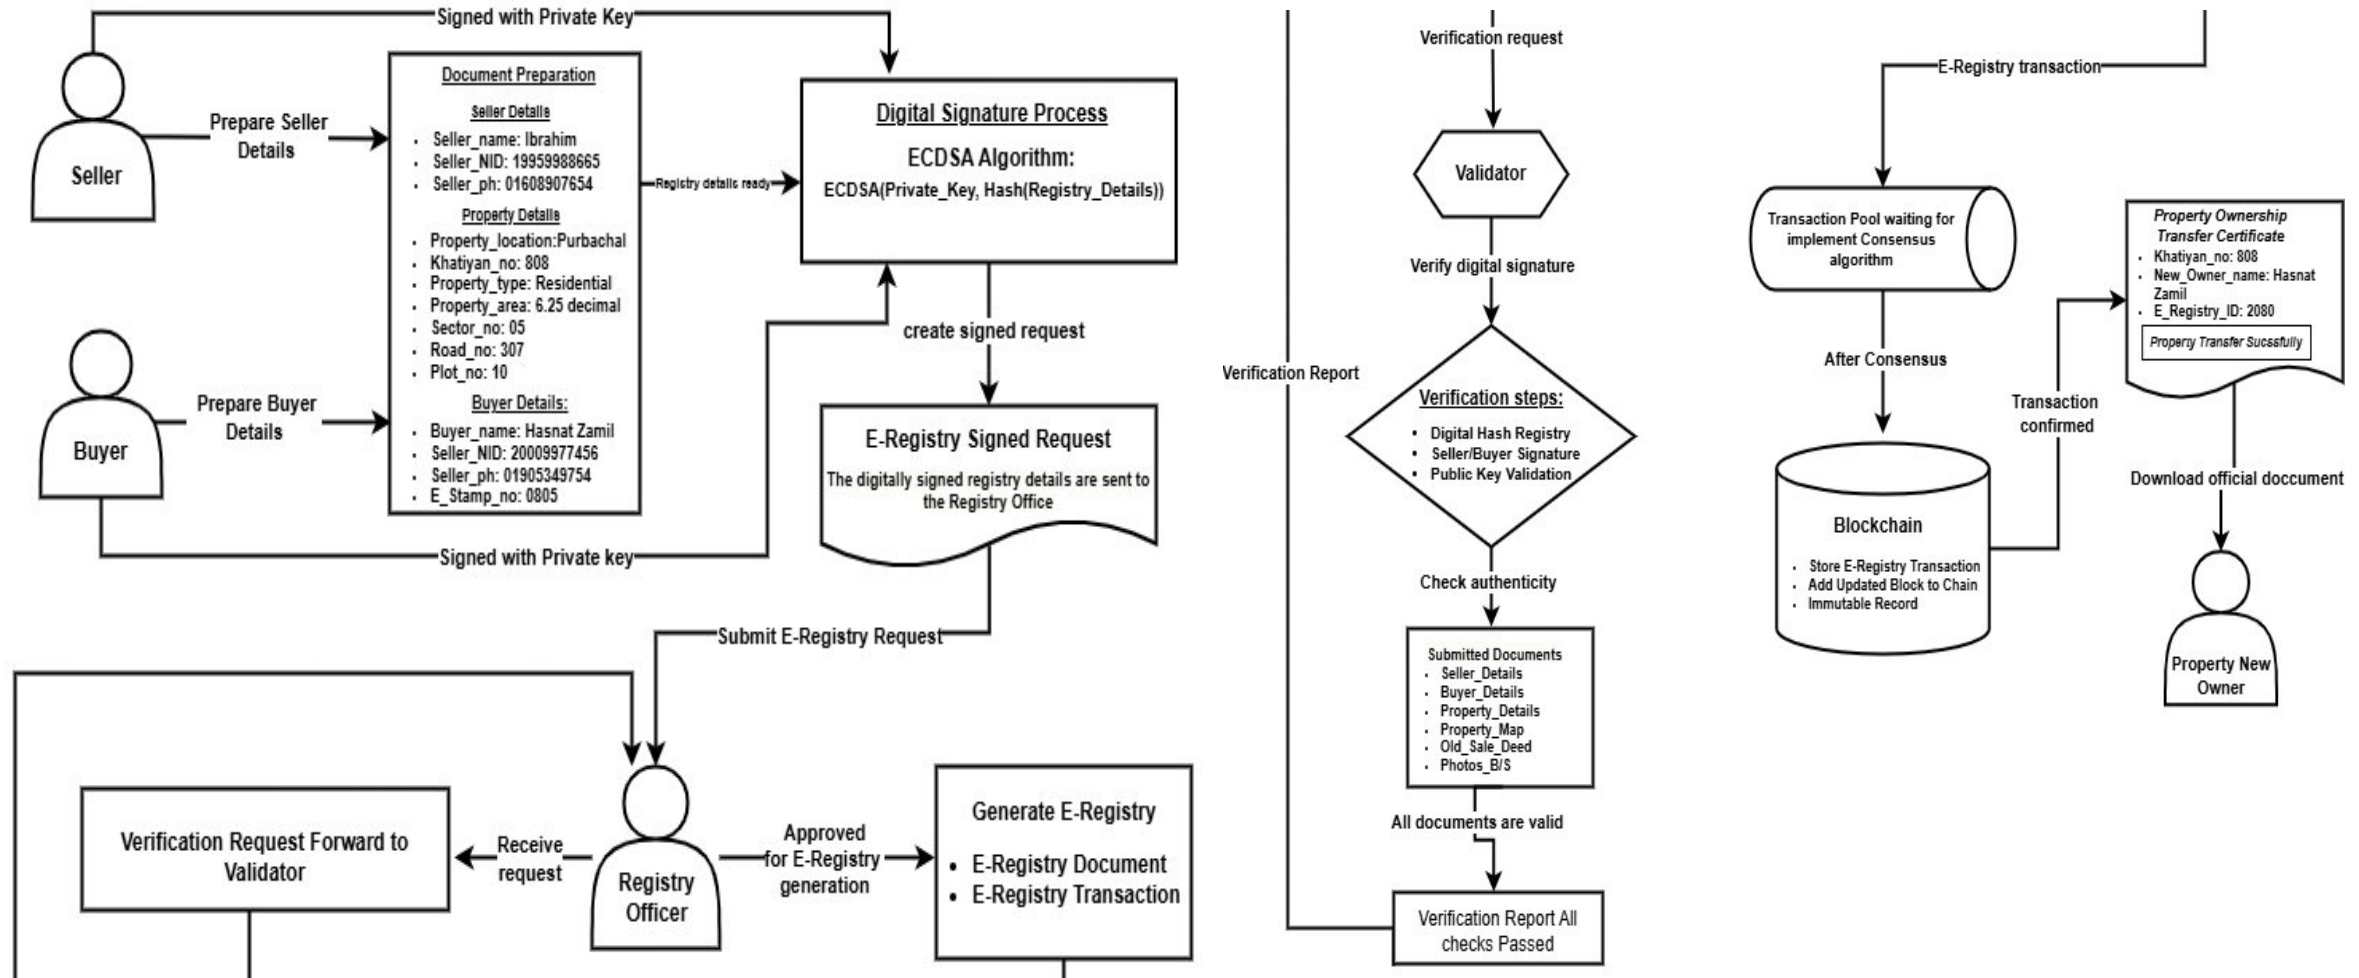 Signed with Private Key
Seller
Prepare Seller
Details
Document Preparation
Seller Details
Seller_name: Ibrahim
Seller_NID: 19959988665
Seller_ph: 01608907654
Property Details
Property_location:Purbachal
Khatiyan_no: 808
Property_type: Residential
Property_area: 6.25 decimal
Sector_no: 05
Road_no: 307
Plot_no: 10
Buyer Details:
Buyer_name: Hasnat Zamil
Seller_NID: 20009977456
Seller_ph: 01905349754
E_Stamp_no: 0805
Buyer
Prepare Buyer
Details
Signed with Private key
Registry details ready
Digital Signature Process
ECDSA Algorithm:
ECDSA(Private_Key, Hash(Registry_Details))
create signed request
E-Registry Signed Request
The digitally signed registry details are sent to
the Registry Office
Submit E-Registry Request
Verification Request Forward to
Validator
Receive
request
Registry
Officer
Approved
for E-Registry
generation
Generate E-Registry
E-Registry Document
E-Registry Transaction
Verification request
Validator
Verify digital signature
Verification Report
Verification steps:
Digital Hash Registry
Seller/Buyer Signature
Public Key Validation
Check authenticity
Submitted Documents
Seller_Details
Buyer_Details
Property_Details
Property_Map
Old_Sale_Deed
Photos_B/S
All documents are valid
Verification Report All
checks Passed
E-Registry transaction
Transaction Pool waiting for
implement Consensus
algorithm
After Consensus
Blockchain
Store E-Registry Transaction
Add Updated Block to Chain
Immutable Record
Transaction
confirmed
Property Ownership
Transfer Certificate
Khatiyan_no: 808
New_Owner_name: Hasnat
Zamil
E_Registry_ID: 2080
Property Transfer Sucssfully
Download official doccument
Property New
Owner